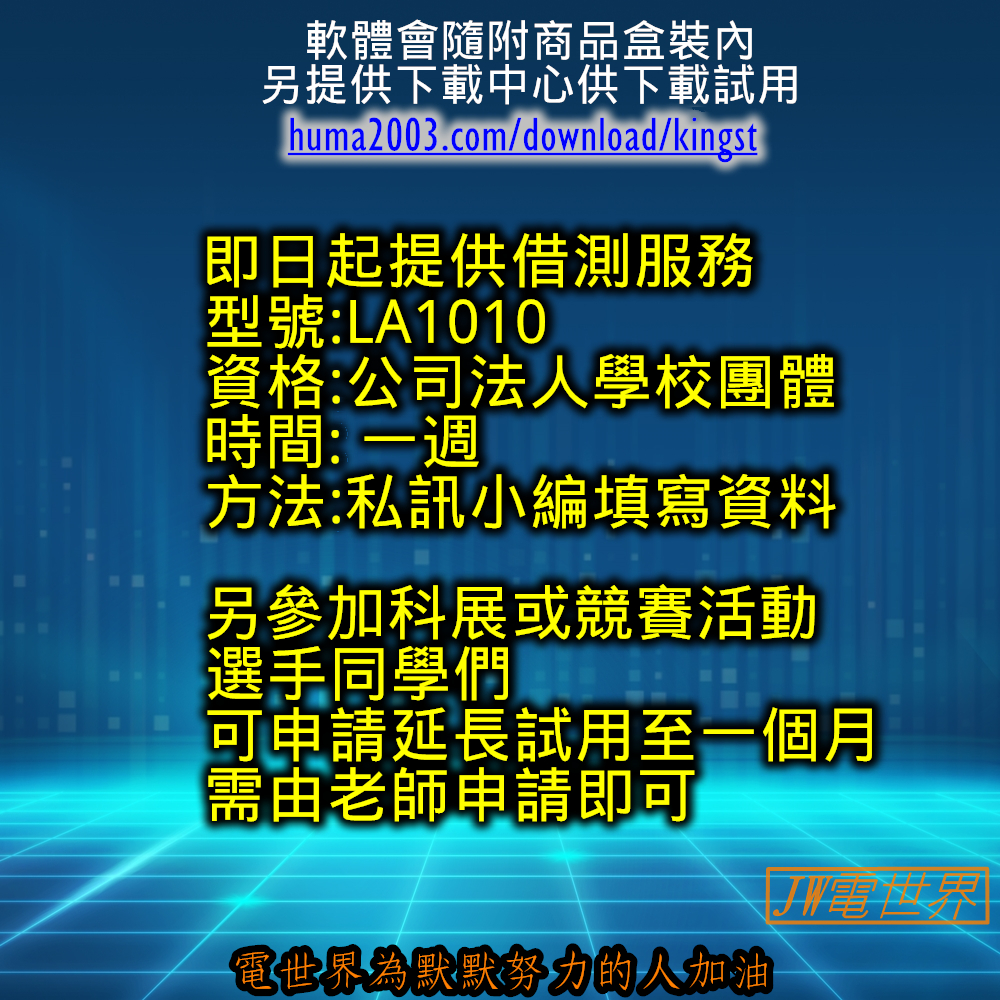 軟體會隨附商品盒裝內
另提供下載中心供下載試用
huma2003.com/download/kingst
即日起提供借測服務
型號:LA1010
資格:公司法人學校團體
時間: 一週
方法:私訊小編填寫資料
另參加科展或競賽活動
選手同學們
可申請延長試用至一個月
需由老師申請即可
JW電世界
電世界為默默努力的人加油